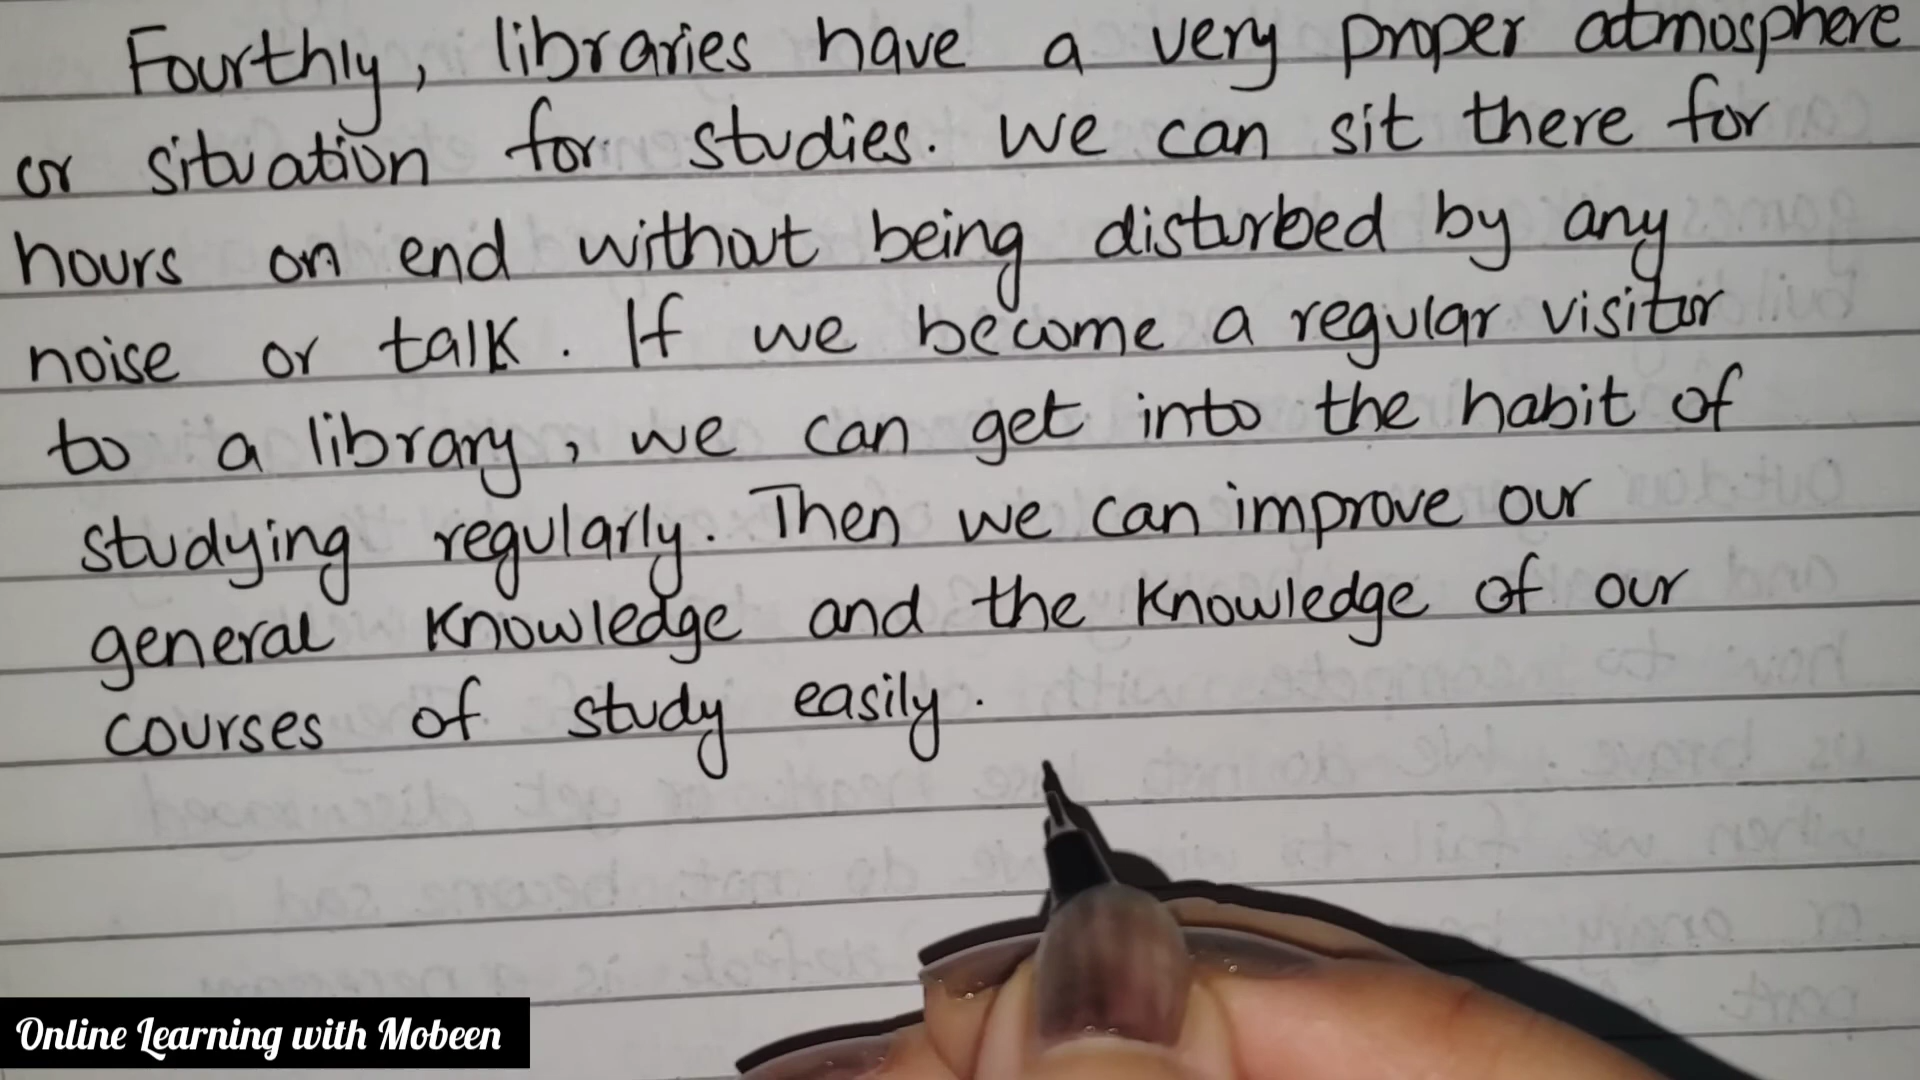 Fourthly, libraries have a very proper atmosphere
or situation for studies. We can sit there for
hours on end without being disturbed by any
noise or talk. If we become a regular visitor
to a library, we can get into the habit of
studying regularly. Then we can improve our
general knowledge and the knowledge of our
courses of study easily.
Online Learning with Mobeen